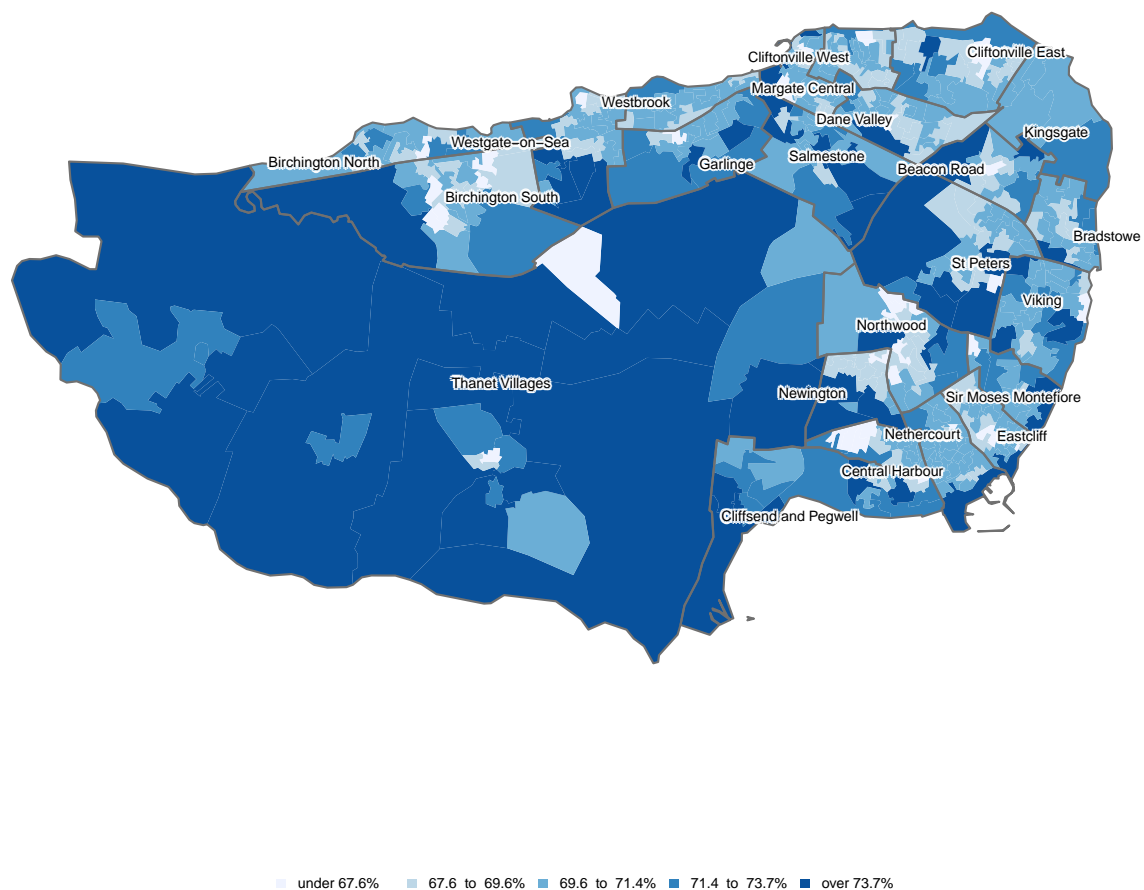 Cliftonville East
Cliftonville West
Margate Central
Westbrook
Dane Valley
Kingsgate
Westgate–on–Sea
Salmestone
Birchington North
Garlinge
Beacon Road
Birchington South
Bradstowe
St Peters
Viking
Northwood
Thanet Villages
Newington
Sir Moses Montefiore
Nethercourt
Eastcliff
Central Harbour
Cliffsend and Pegwell
under 67.6% 67.6 to 69.6% 69.6 to 71.4% 71.4 to 73.7% over 73.7%